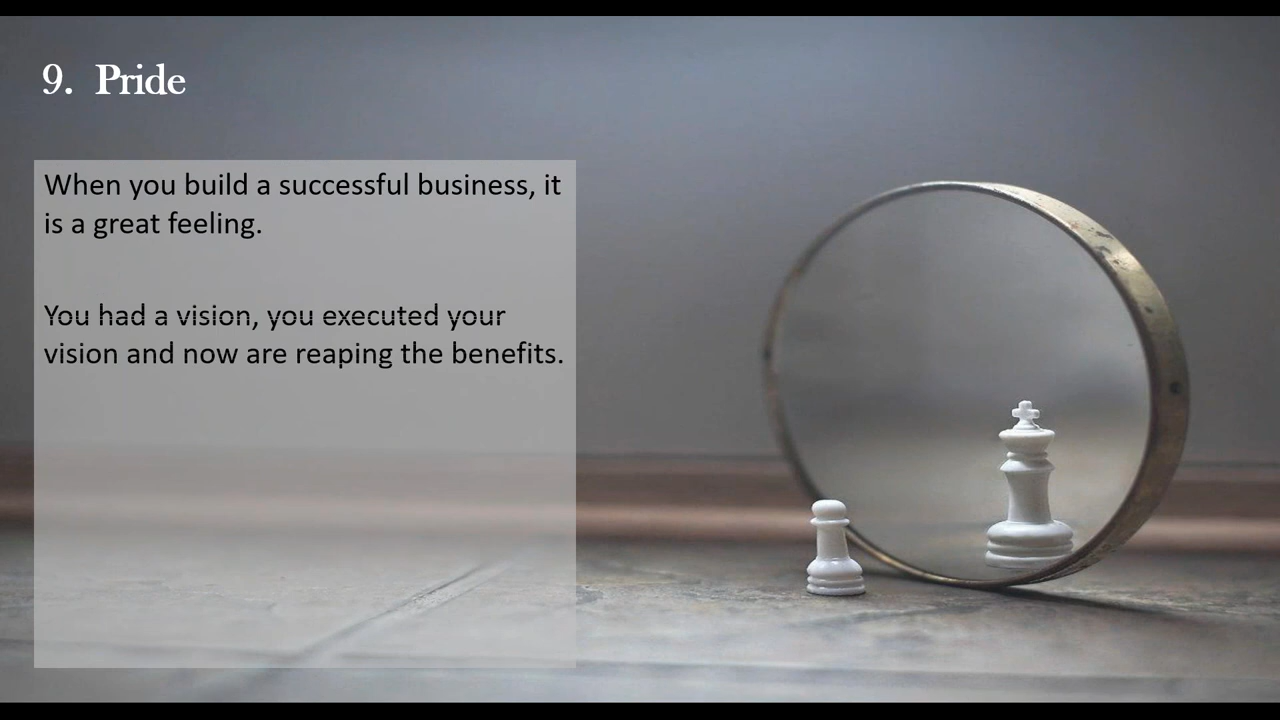 9. Pride
When you build a successful business, it
is a great feeling.
You had a vision, you executed your
vision and now are reaping the benefits.